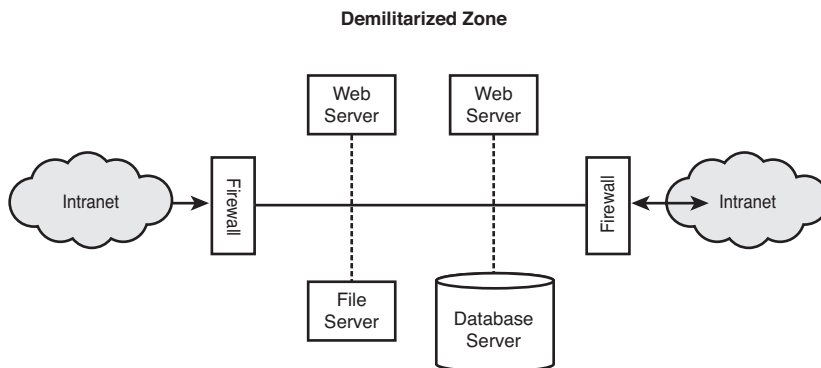 Demilitarized Zone
Web
Server
Web
Server
Intranet
Firewall
Firewall
Intranet
File
Server
Database
Server